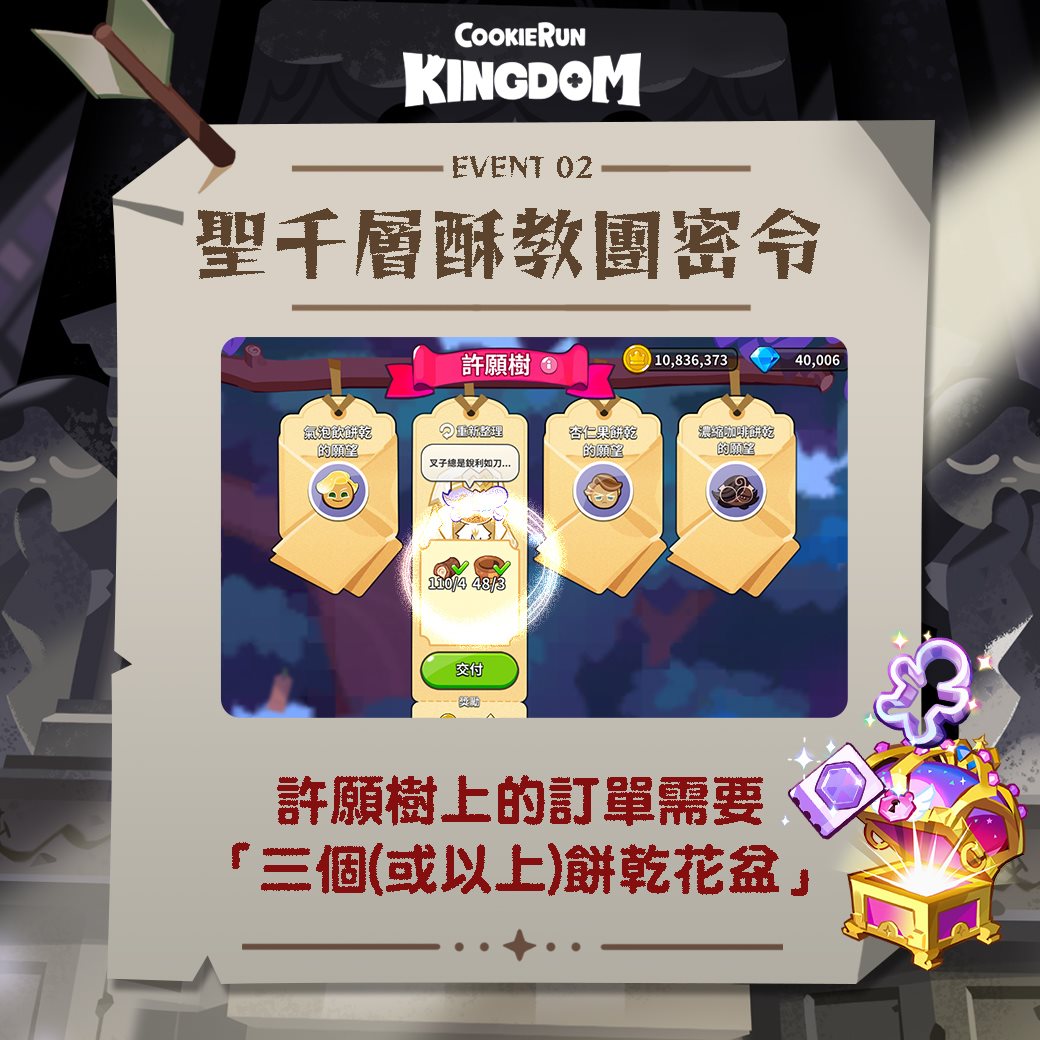 COOKIERUN
KINGDOM
EVENT 02
聖千層酥教團密令
許願樹
10,836,373
40,006
氣泡飲餅乾
的願望
重新整理
叉子總是銳利如刀...
110/4 48/3
交付
獎勵
杏仁果餅乾
的願望
濃縮咖啡餅乾
的願望
許願樹上的訂單需要
「三個(或以上)餅乾花盆」